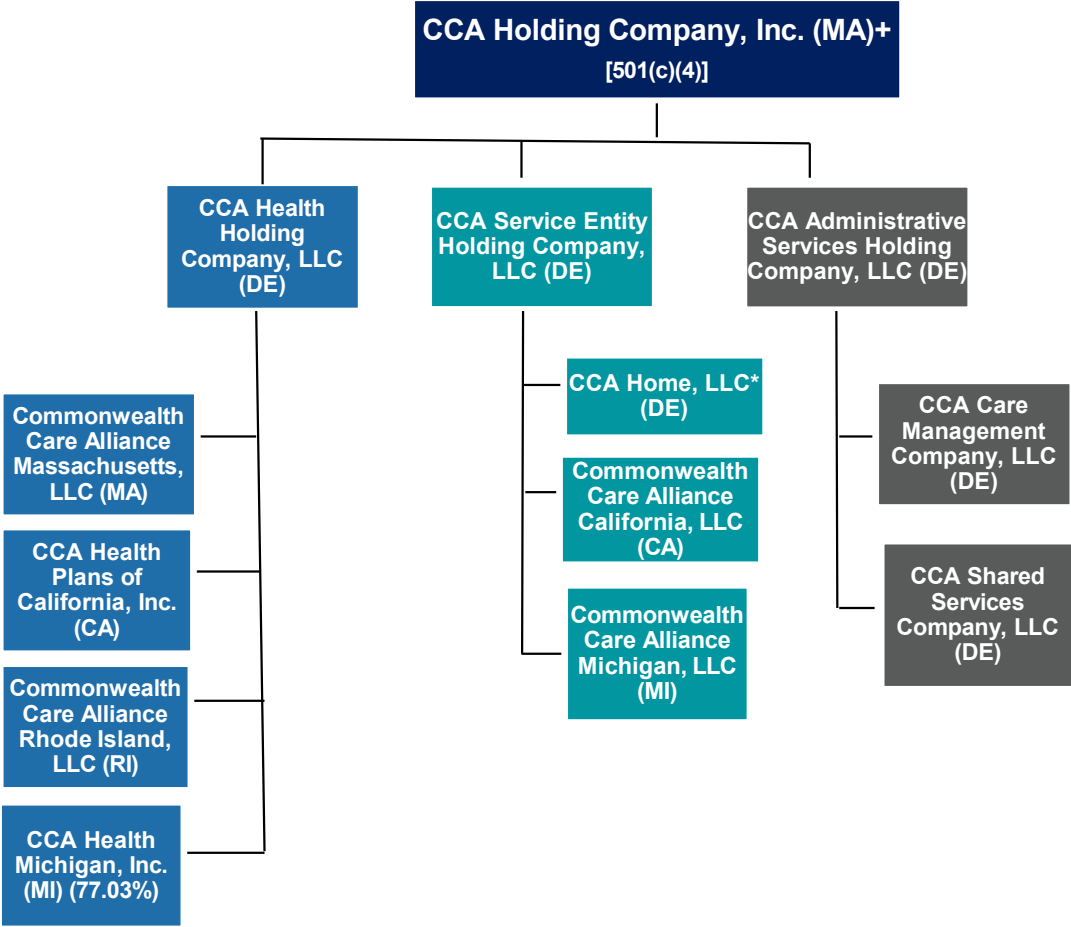 CCA Holding Company, Inc. (MA)+
[501(c)(4)]
CCA Health
Holding
Company, LLC
(DE)
CCA Service Entity
Holding Company,
LLC (DE)
CCA Administrative
Services Holding
Company, LLC (DE)
Commonwealth
Care Alliance
Massachusetts,
LLC (MA)
CCA Health
Plans of
California, Inc.
(CA)
Commonwealth
Care Alliance
Rhode Island,
LLC (RI)
CCA Health
Michigan, Inc.
(MI) (77.03%)
CCA Home, LLC*
(DE)
Commonwealth
Care Alliance
California, LLC
(CA)
Commonwealth
Care Alliance
Michigan, LLC
(MI)
CCA Care
Management
Company, LLC
(DE)
CCA Shared
Services
Company, LLC
(DE)